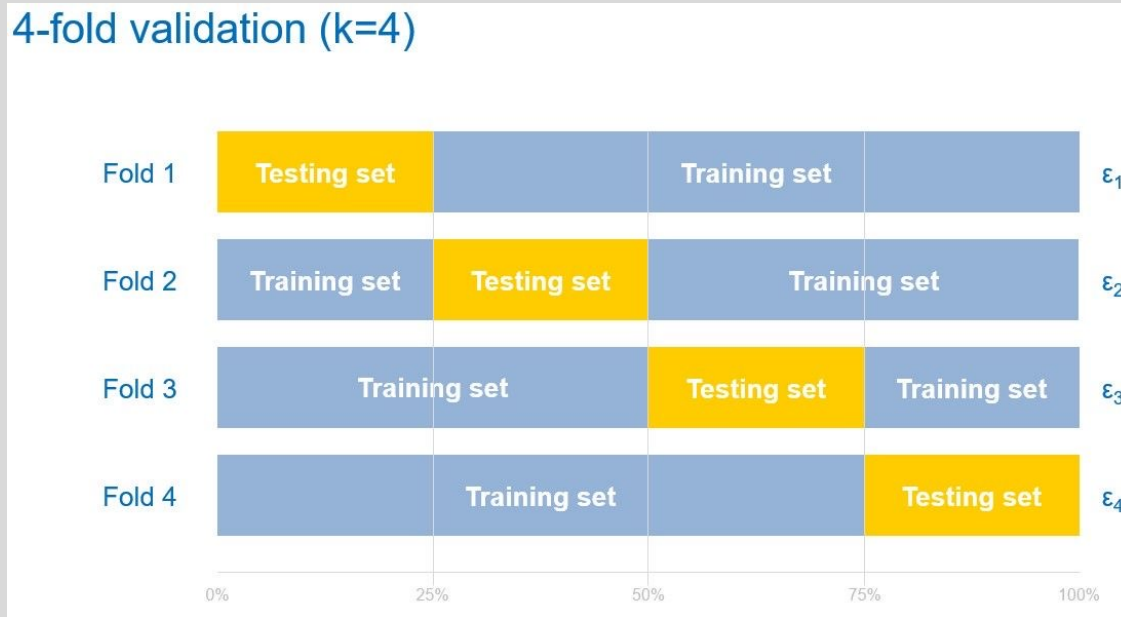 4-fold validation (k=4)
Fold 1 Testing set Training set ε1
Fold 2 Training set Testing set Training set ε2
Fold 3 Training set Testing set Training set ε3
Fold 4 Training set Testing set ε4
0% 25% 50% 75% 100%